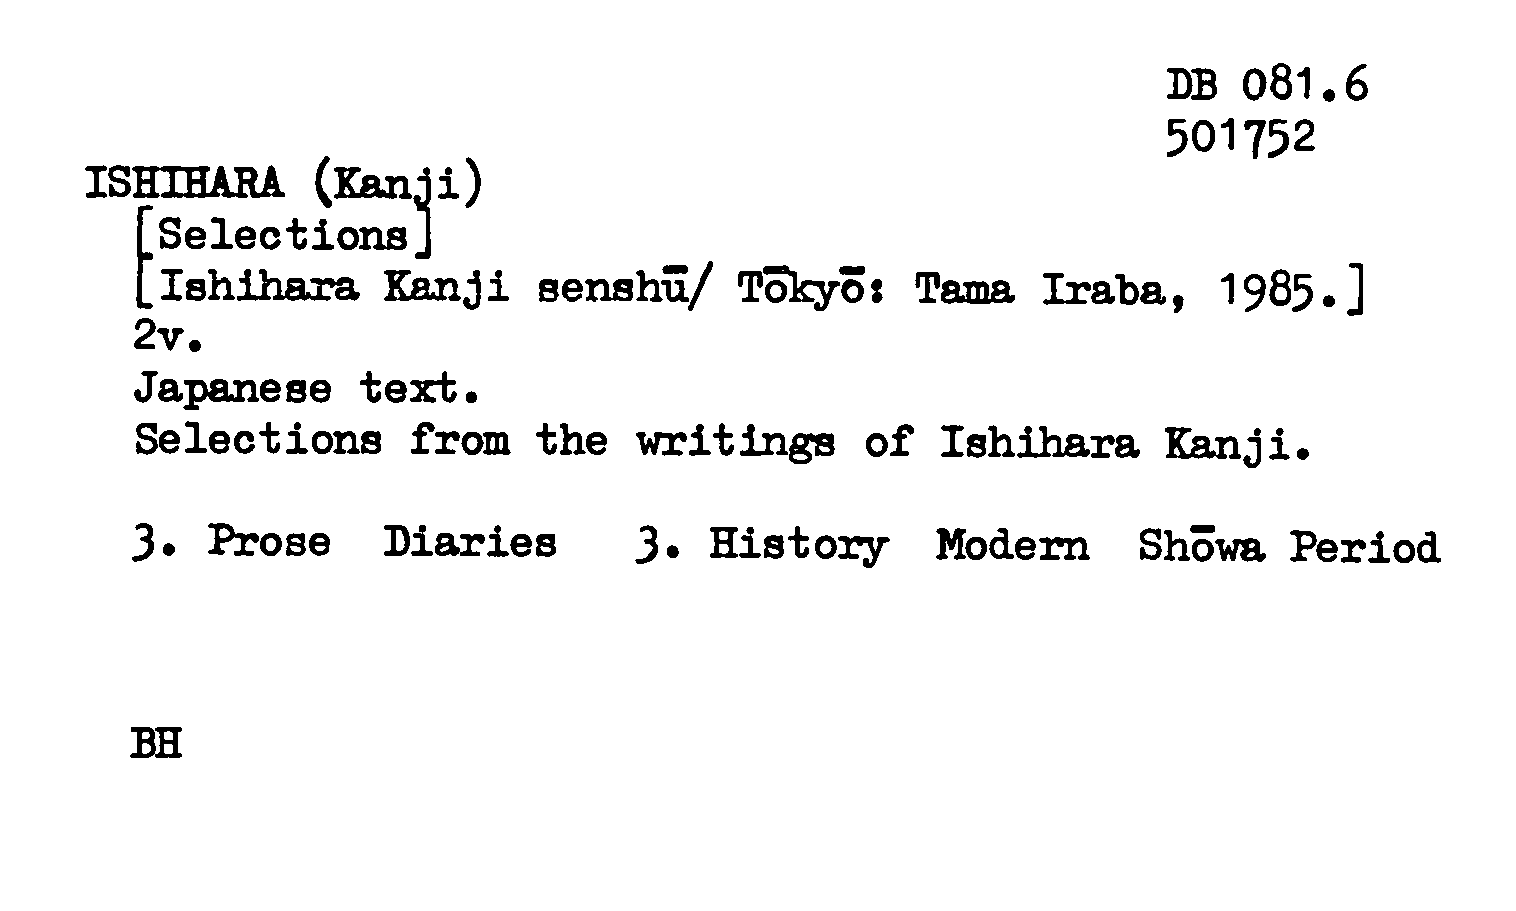 DB 081.6
501752
ISHIHARA (Kanji)
[Selections]
[Ishihara Kanji senshū/ Tōkyō: Tama Iraba, 1985.]
2v.
Japanese text.
Selections from the writings of Ishihara Kanji.
3. Prose Diaries 3. History Modern Shōwa Period
BH